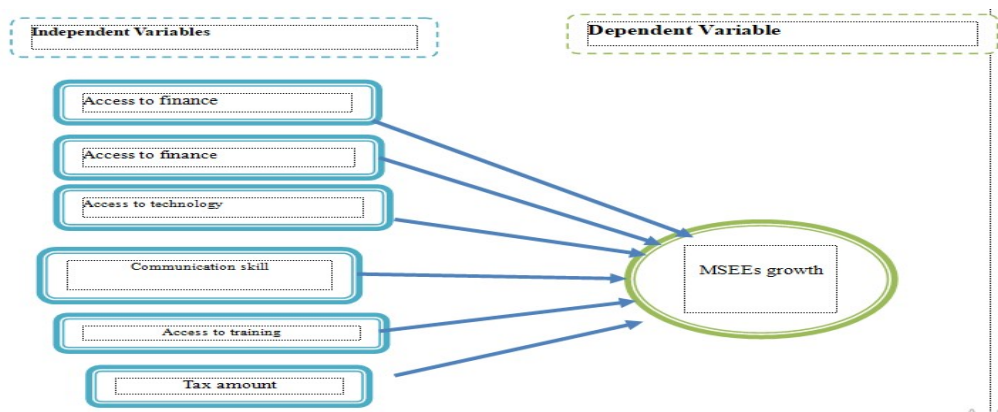 Independent Variables
Dependent Variable
Access to finance
Access to finance
Access to technology
Communication skill
Access to training
Tax amount
MSEEs growth